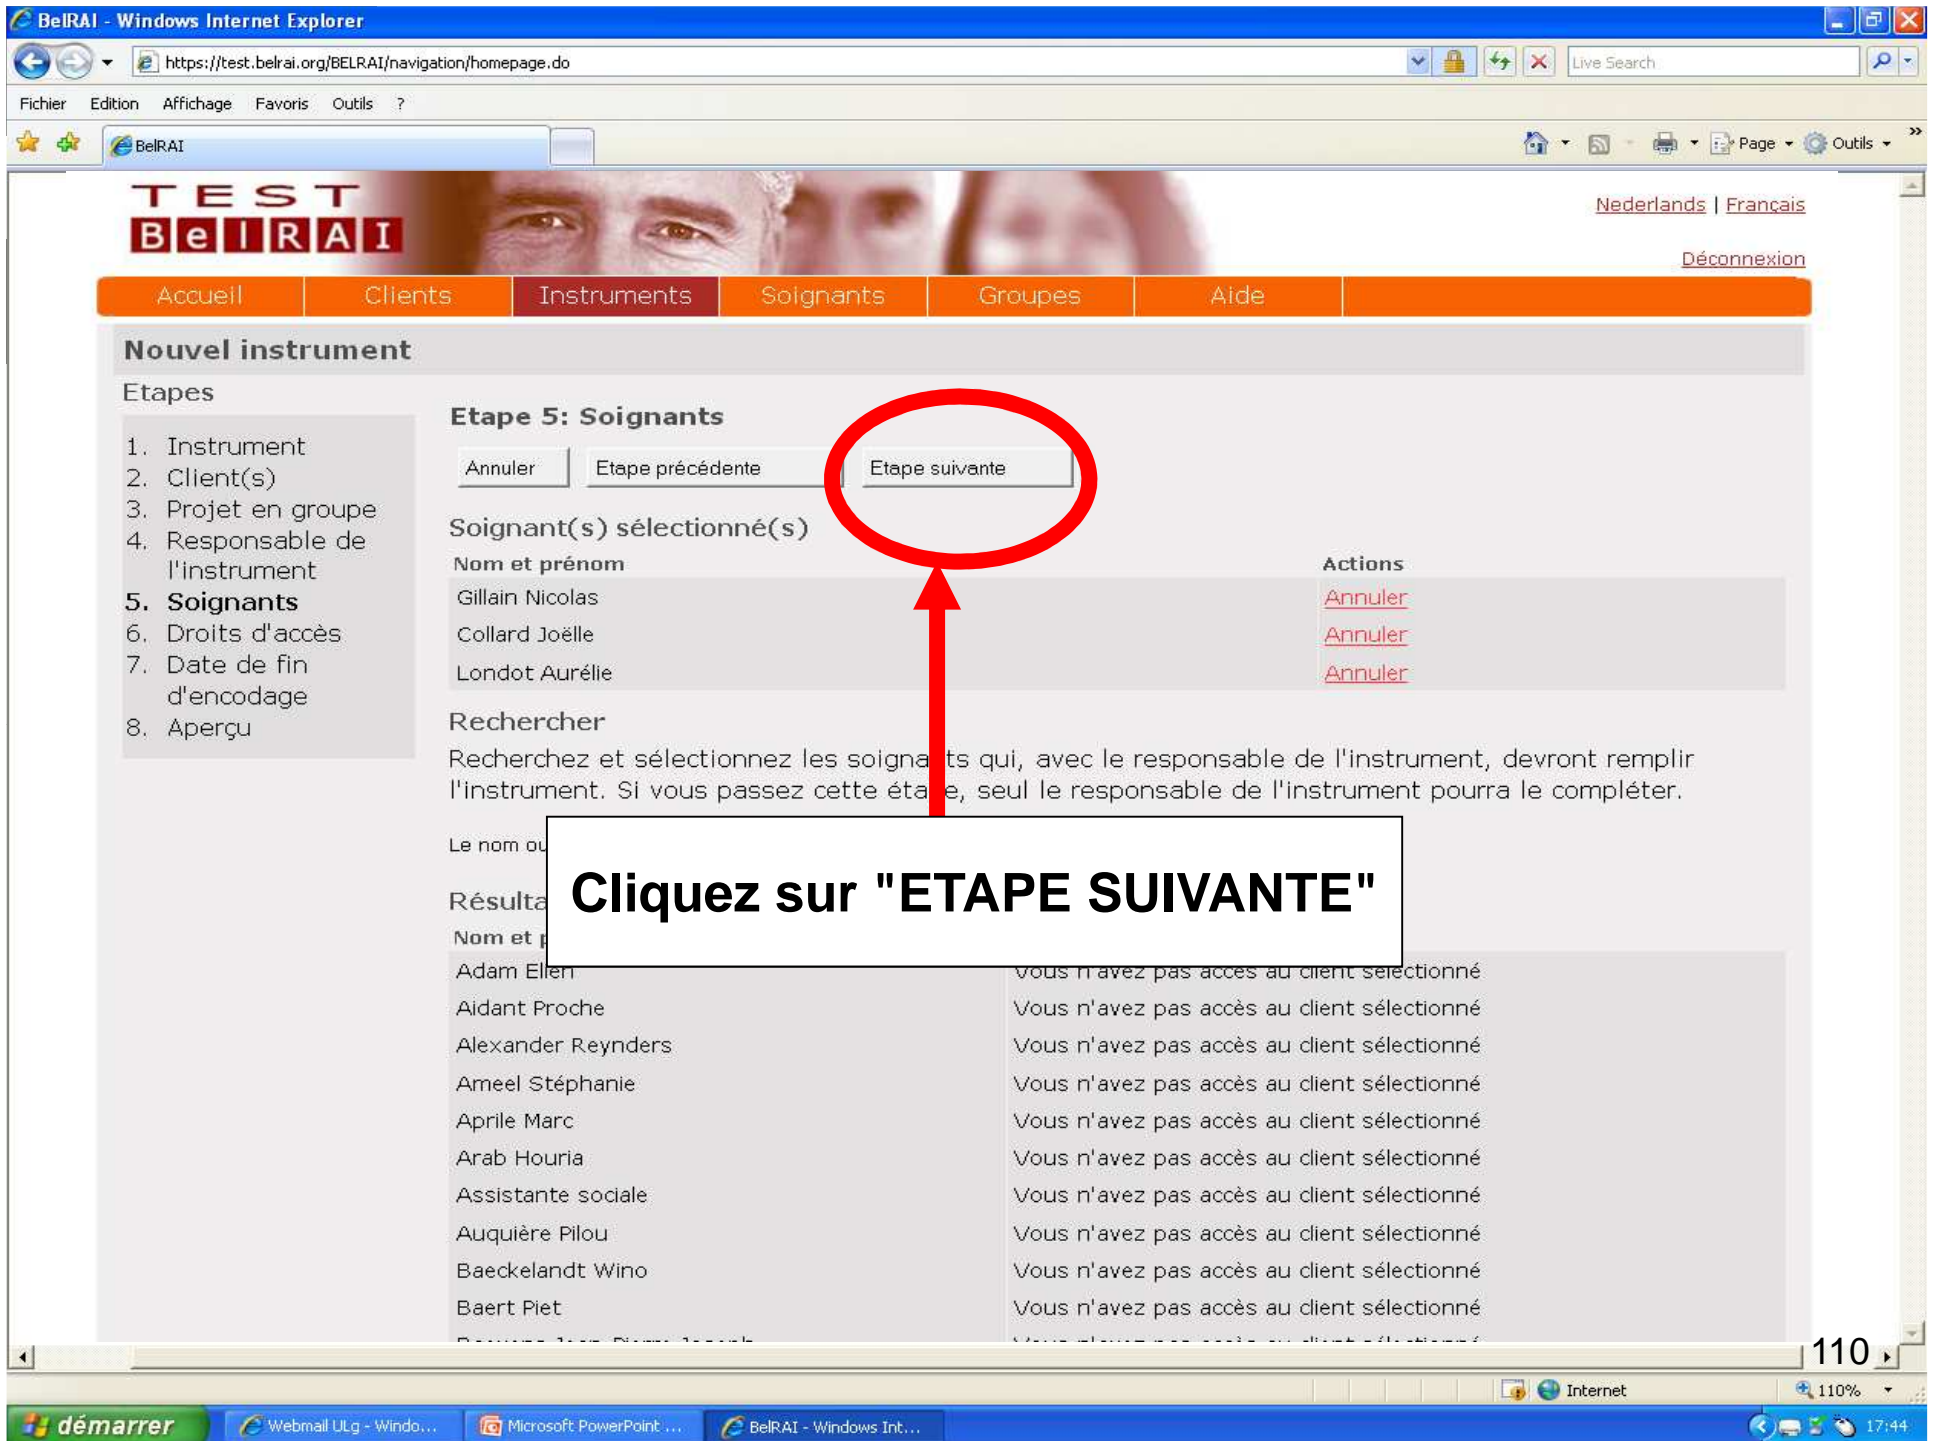 BelRAI - Windows Internet Explorer
https://test.belrai.org/BELRAI/navigation/homepage.do
Live Search
Fichier Edition Affichage Favoris Outils ?
BelRAI
Page Outils »
TEST
BelRAI
Nederlands | Français
Déconnexion
Accueil Clients Instruments Soignants Groupes Aide
Nouvel instrument
Etapes
1. Instrument
2. Client(s)
3. Projet en groupe
4. Responsable de
l'instrument
5. Soignants
6. Droits d'accès
7. Date de fin
d'encodage
8. Aperçu
Etape 5: Soignants
Annuler Etape précédente Etape suivante
Soignant(s) sélectionné(s)
Nom et prénom Actions
Gillain Nicolas Annuler
Collard Joëlle Annuler
Londot Aurélie Annuler
Rechercher
Recherchez et sélectionnez les soignants qui, avec le responsable de l'instrument, devront remplir
l'instrument. Si vous passez cette étape, seul le responsable de l'instrument pourra le compléter.
Le nom ou
Cliquez sur "ETAPE SUIVANTE"
Nom et
Adam Ellen Vous n'avez pas accès au client sélectionné
Aidant Proche Vous n'avez pas accès au client sélectionné
Alexander Reynders Vous n'avez pas accès au client sélectionné
Ameel Stéphanie Vous n'avez pas accès au client sélectionné
Aprile Marc Vous n'avez pas accès au client sélectionné
Arab Houria Vous n'avez pas accès au client sélectionné
Assistante sociale Vous n'avez pas accès au client sélectionné
Auquière Pilou Vous n'avez pas accès au client sélectionné
Baeckelandt Wino Vous n'avez pas accès au client sélectionné
Baert Piet Vous n'avez pas accès au client sélectionné
110
Internet 110%
démarrer Webmail ULg - Windo... Microsoft PowerPoint ... BelRAI - Windows Int... 17:44